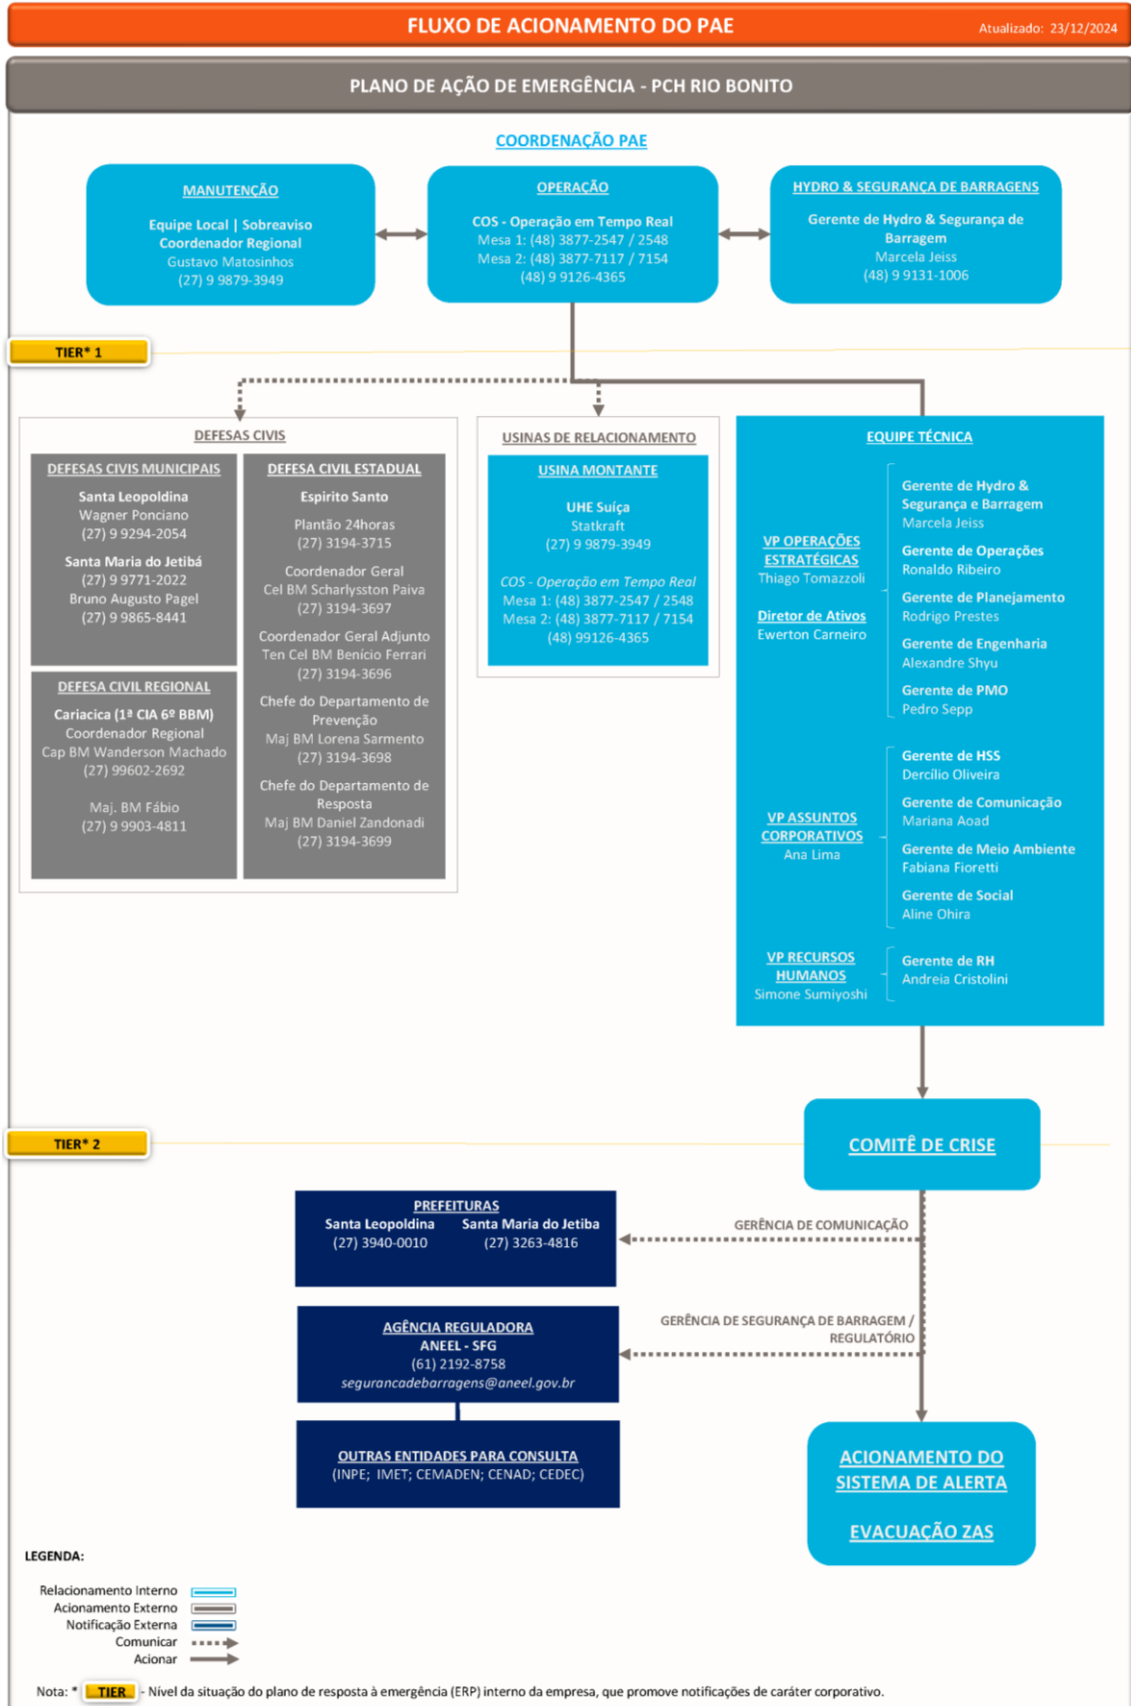 FLUXO DE ACIONAMENTO DO PAE
Atualizado: 23/12/2024
PLANO DE AÇÃO DE EMERGÊNCIA - PCH RIO BONITO
COORDENAÇÃO PAE
MANUTENÇÃO
Equipe Local | Sobreaviso
Coordenador Regional
Gustavo Matosinhos
(27) 9 9879-3949
OPERAÇÃO
COS - Operação em Tempo Real
Mesa 1: (48) 3877-2547 / 2548
Mesa 2: (48) 3877-7117 / 7154
(48) 9 9126-4365
HYDRO & SEGURANÇA DE BARRAGENS
Gerente de Hydro & Segurança de
Barragem
Marcela Jeiss
(48) 9 9131-1006
TIER* 1
DEFESAS CIVIS
DEFESAS CIVIS MUNICIPAIS
Santa Leopoldina
Wagner Ponciano
(27) 9 9294-2054
Santa Maria do Jetibá
(27) 9 9771-2022
Bruno Augusto Pagel
(27) 9 9865-8441
DEFESA CIVIL REGIONAL
Cariacica (1ª CIA 6º BBM)
Coordenador Regional
Cap BM Wanderson Machado
(27) 99602-2692
Maj. BM Fábio
(27) 9 9903-4811
DEFESA CIVIL ESTADUAL
Espirito Santo
Plantão 24horas
(27) 3194-3715
Coordenador Geral
Cel BM Scharlysston Paiva
(27) 3194-3697
Coordenador Geral Adjunto
Ten Cel BM Benício Ferrari
(27) 3194-3696
Chefe do Departamento de
Prevenção
Maj BM Lorena Sarmento
(27) 3194-3698
Chefe do Departamento de
Resposta
Maj BM Daniel Zandonadi
(27) 3194-3699
USINAS DE RELACIONAMENTO
USINA MONTANTE
UHE Suíça
Statkraft
(27) 9 9879-3949
COS - Operação em Tempo Real
Mesa 1: (48) 3877-2547 / 2548
Mesa 2: (48) 3877-7117 / 7154
(48) 99126-4365
EQUIPE TÉCNICA
VP OPERAÇÕES
ESTRATÉGICAS
Thiago Tomazzoli
Diretor de Ativos
Ewerton Carneiro
Gerente de Hydro &
Segurança e Barragem
Marcela Jeiss
Gerente de Operações
Ronaldo Ribeiro
Gerente de Planejamento
Rodrigo Prestes
Gerente de Engenharia
Alexandre Shyu
Gerente de PMO
Pedro Sepp
VP ASSUNTOS
CORPORATIVOS
Ana Lima
Gerente de HSS
Dercílio Oliveira
Gerente de Comunicação
Mariana Aoad
Gerente de Meio Ambiente
Fabiana Fioretti
Gerente de Social
Aline Ohira
VP RECURSOS
HUMANOS
Simone Sumiyoshi
Gerente de RH
Andreia Cristolini
TIER* 2
COMITÊ DE CRISE
PREFEITURAS
Santa Leopoldina Santa Maria do Jetiba
(27) 3940-0010 (27) 3263-4816
GERÊNCIA DE COMUNICAÇÃO
AGÊNCIA REGULADORA
ANEEL - SFG
(61) 2192-8758
segurancadebarragens@aneel.gov.br
GERÊNCIA DE SEGURANÇA DE BARRAGEM /
REGULATÓRIO
OUTRAS ENTIDADES PARA CONSULTA
(INPE; IMET; CEMADEN; CENAD; CEDEC)
ACIONAMENTO DO
SISTEMA DE ALERTA
EVACUAÇÃO ZAS
LEGENDA:
Relacionamento Interno
Acionamento Externo
Notificação Externa
Comunicar
Acionar
Nota: * TIER - Nível da situação do plano de resposta à emergência (ERP) interno da empresa, que promove notificações de caráter corporativo.